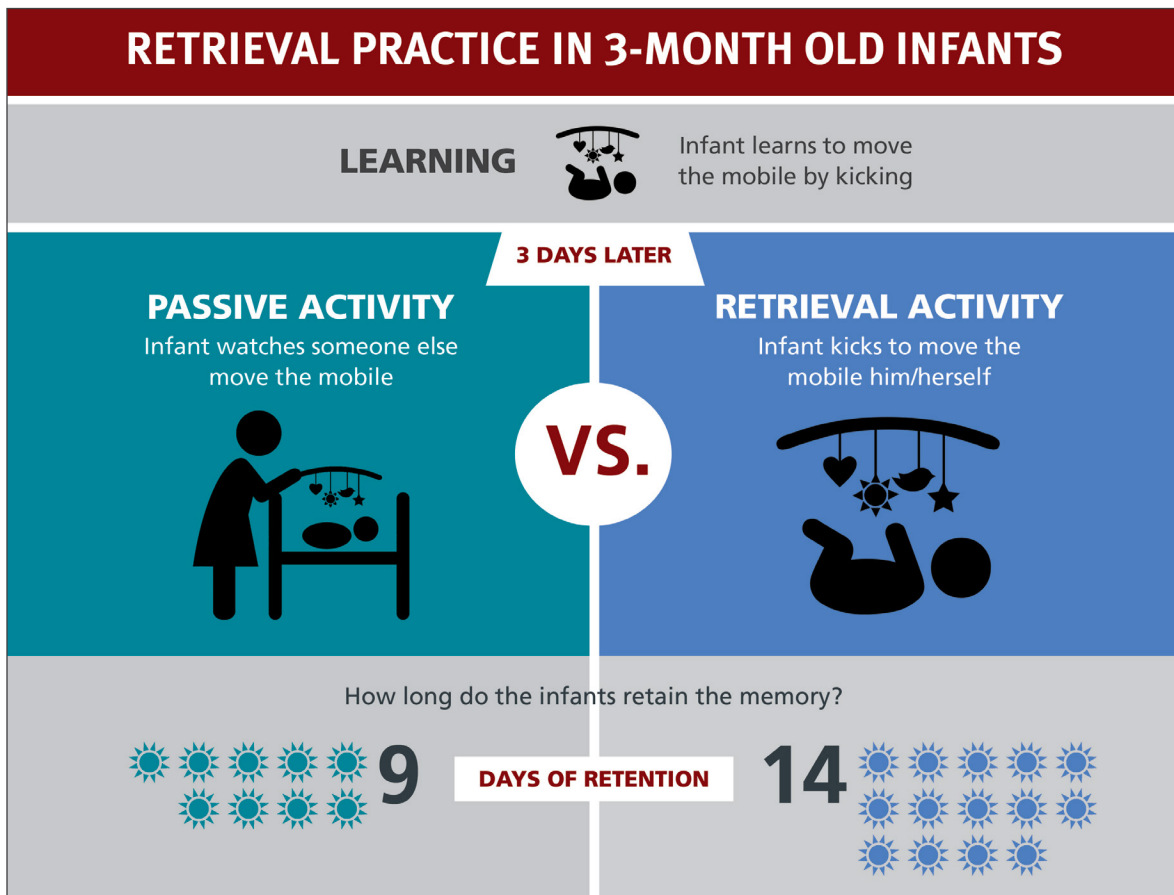 RETRIEVAL PRACTICE IN 3-MONTH OLD INFANTS
LEARNING
Infant learns to move
the mobile by kicking
3 DAYS LATER
PASSIVE ACTIVITY
Infant watches someone else
move the mobile
VS.
RETRIEVAL ACTIVITY
Infant kicks to move the
mobile him/herself
How long do the infants retain the memory?
9
DAYS OF RETENTION
14